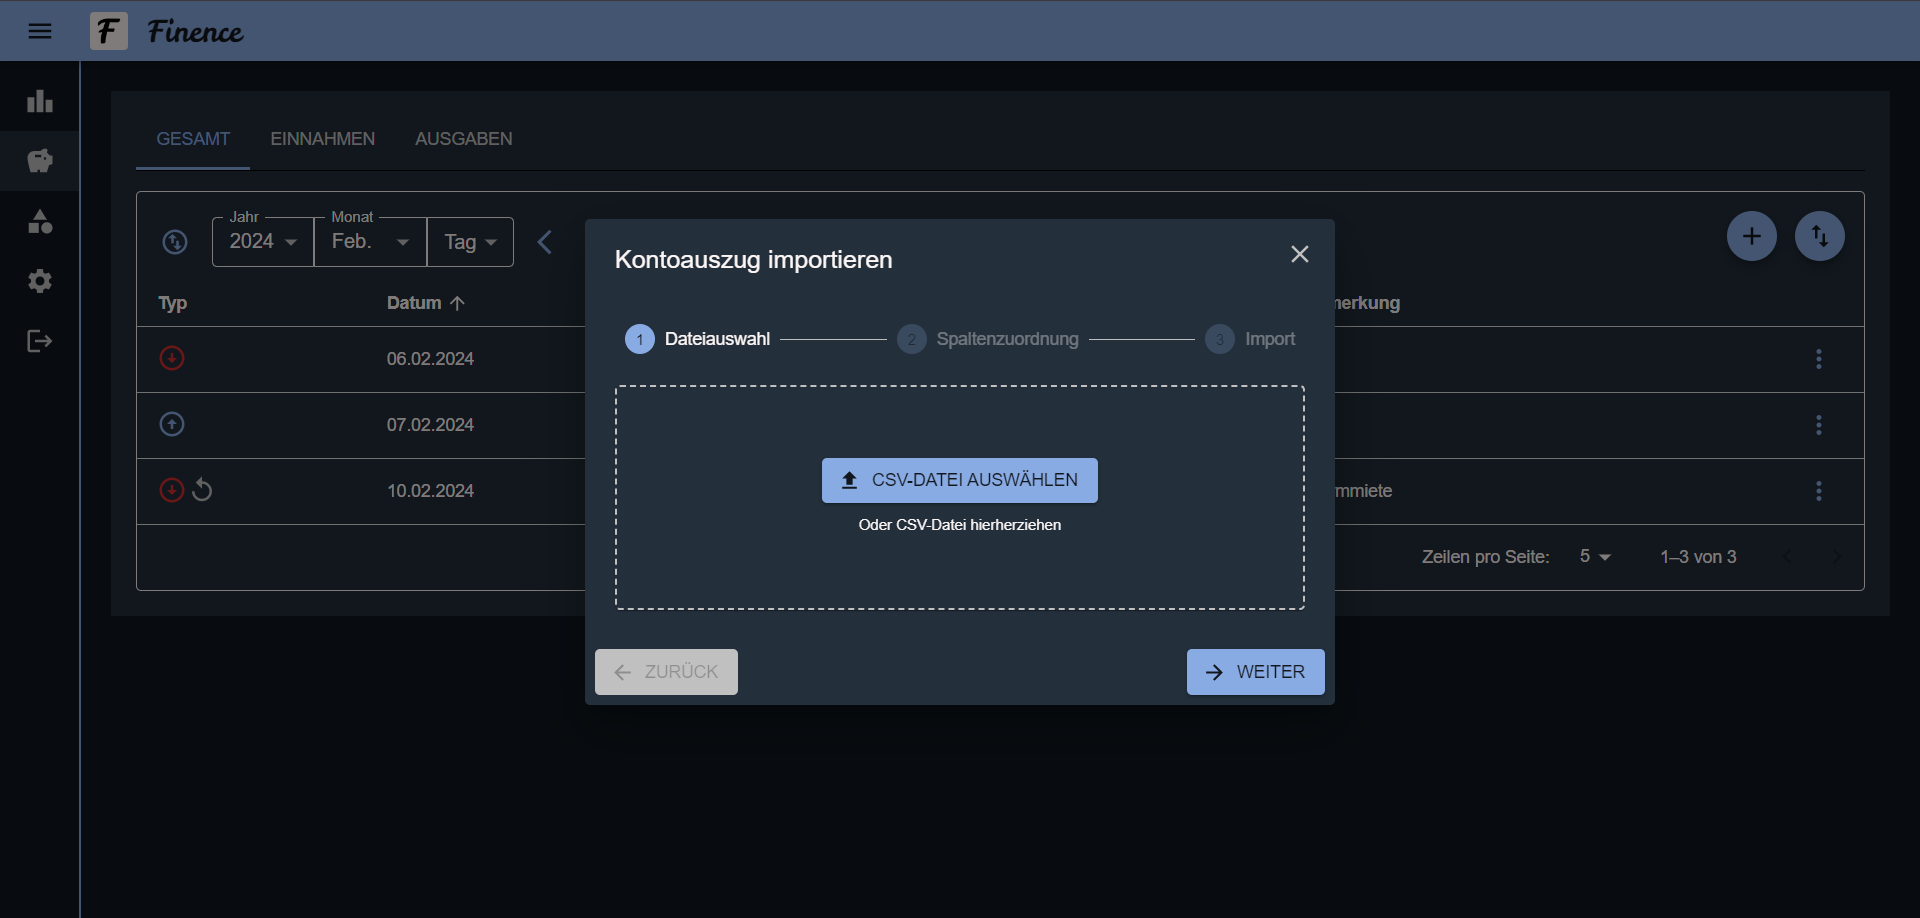 F Finence
GESAMT EINNAHMEN AUSGABEN
Jahr Monat
2024 Feb. Tag
Kontoauszug importieren
Typ Datum merkung
1 Dateiauswahl 2 Spaltenzuordnung 3 Import
06.02.2024
07.02.2024
CSV-DATEI AUSWÄHLEN
10.02.2024 mmiete
Oder CSV-Datei hierherziehen
Zeilen pro Seite: 5 1–3 von 3
ZURÜCK WEITER